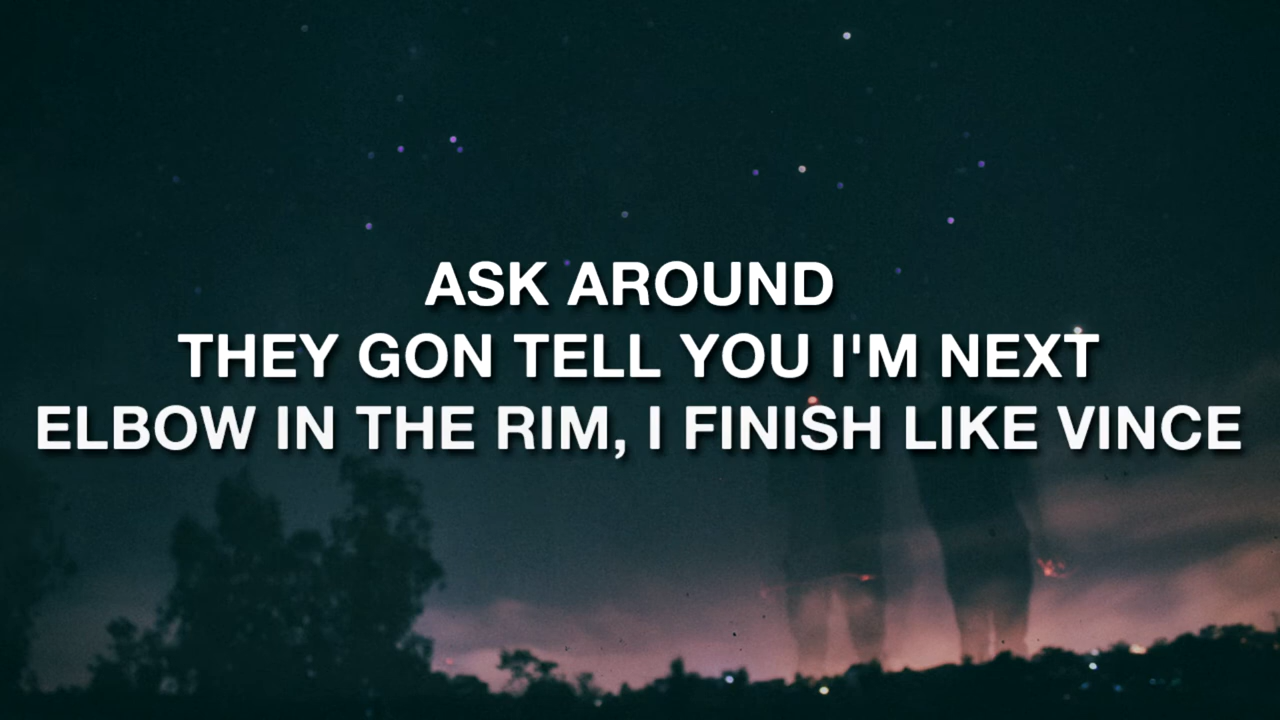 ASK AROUND
THEY GON TELL YOU I'M NEXT
ELBOW IN THE RIM, I FINISH LIKE VINCE